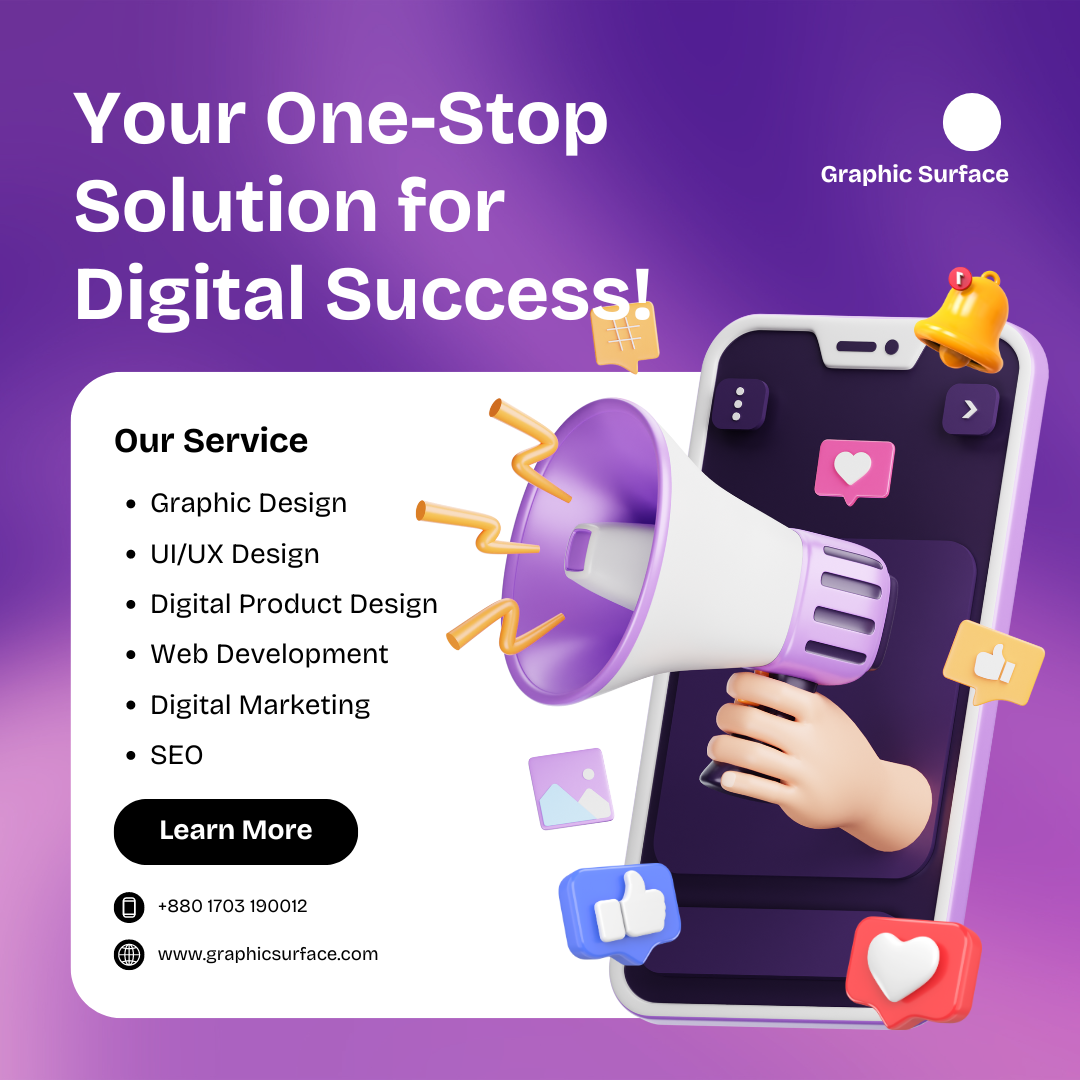 Your One-Stop
Solution for
Digital Success!
Graphic Surface
1
Our Service
• Graphic Design
• UI/UX Design
• Digital Product Design
• Web Development
• Digital Marketing
• SEO
Learn More
+880 1703 190012
www.graphicsurface.com